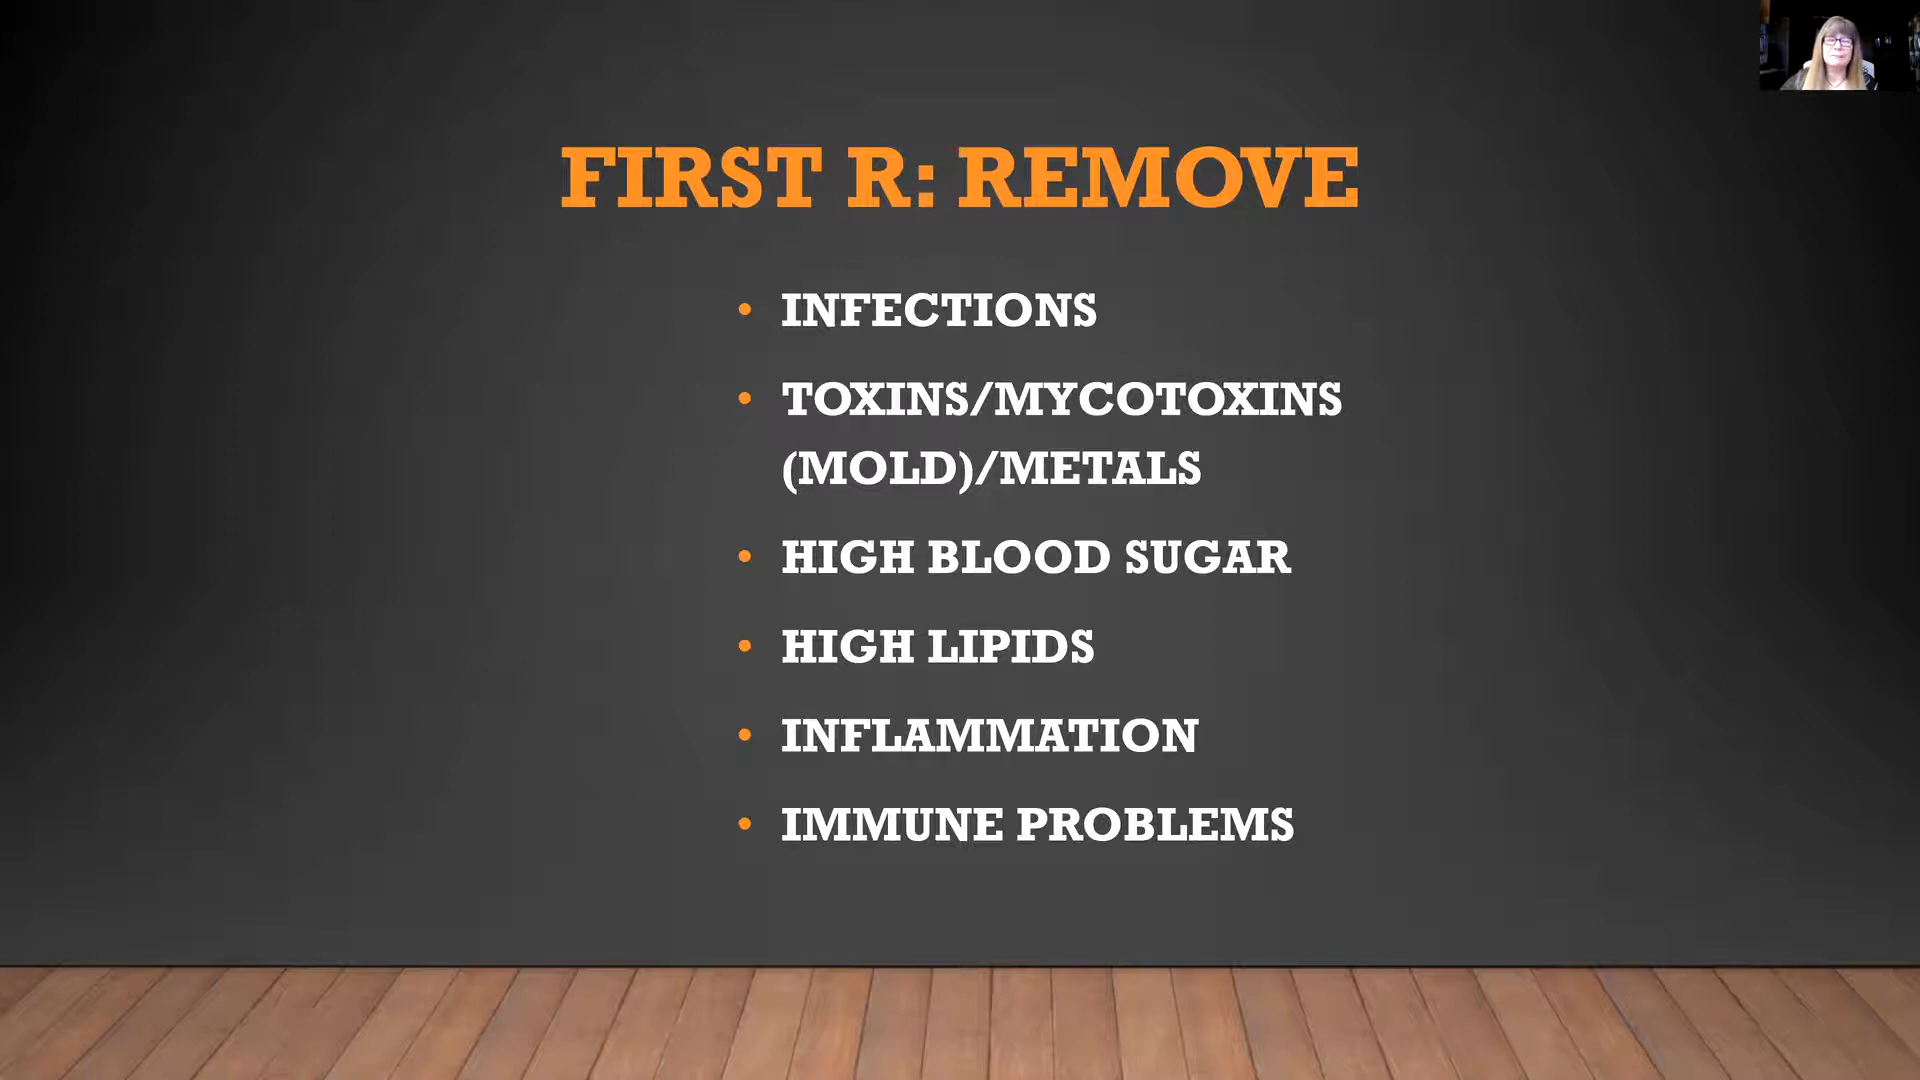 FIRST R: REMOVE
• INFECTIONS
• TOXINS/MYCOTOXINS
(MOLD)/METALS
• HIGH BLOOD SUGAR
• HIGH LIPIDS
• INFLAMMATION
• IMMUNE PROBLEMS